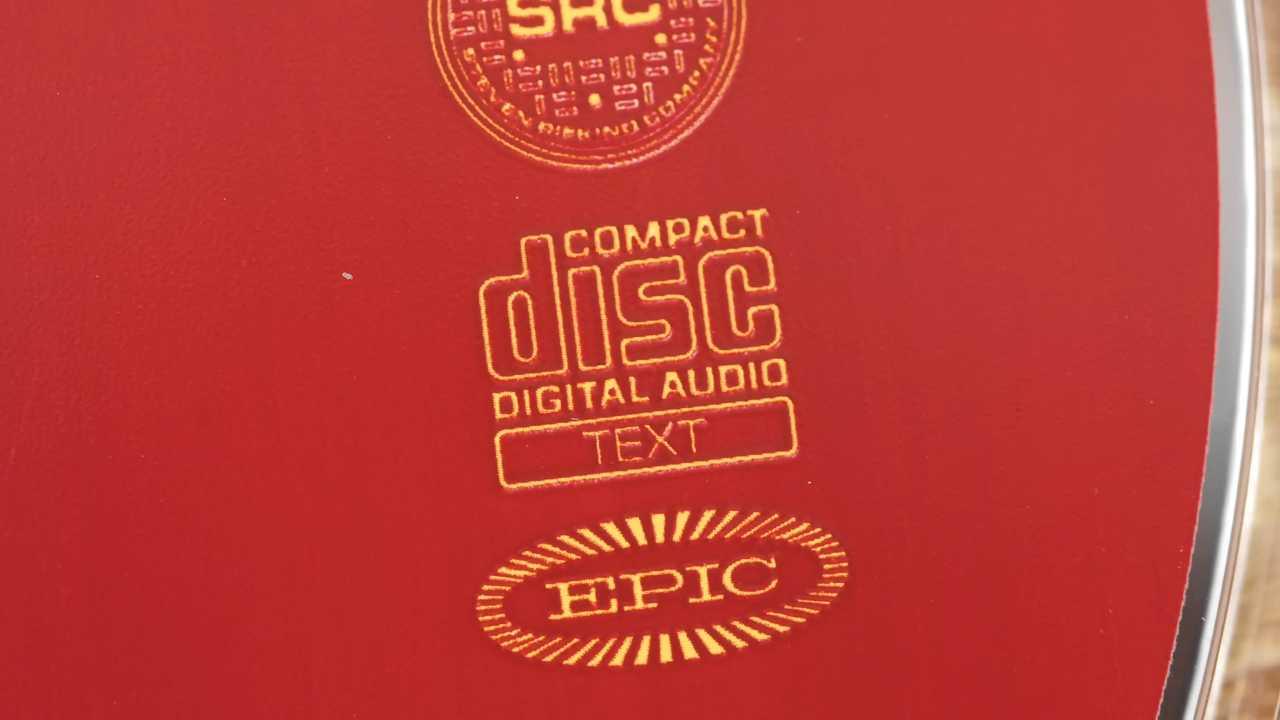 SRC
STEVEN RIFKIND COMPANY
COMPACT
disc
DIGITAL AUDIO
TEXT
EPIC